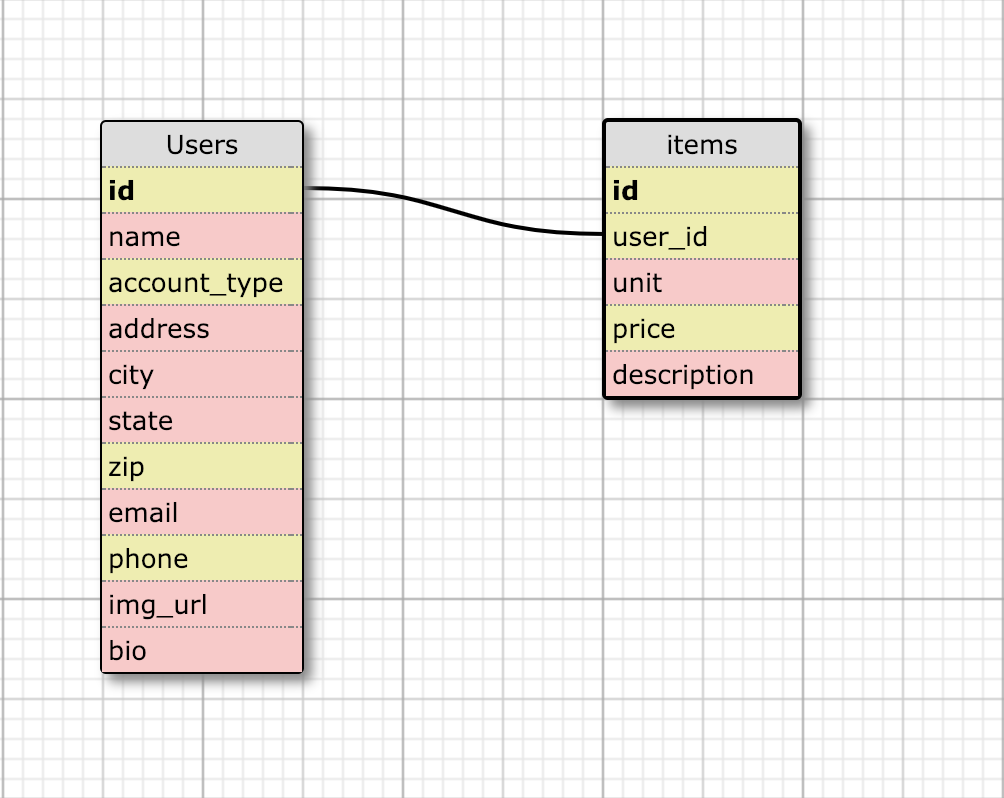 Users
id
name
account_type
address
city
state
zip
email
phone
img_url
bio
items
id
user_id
unit
price
description